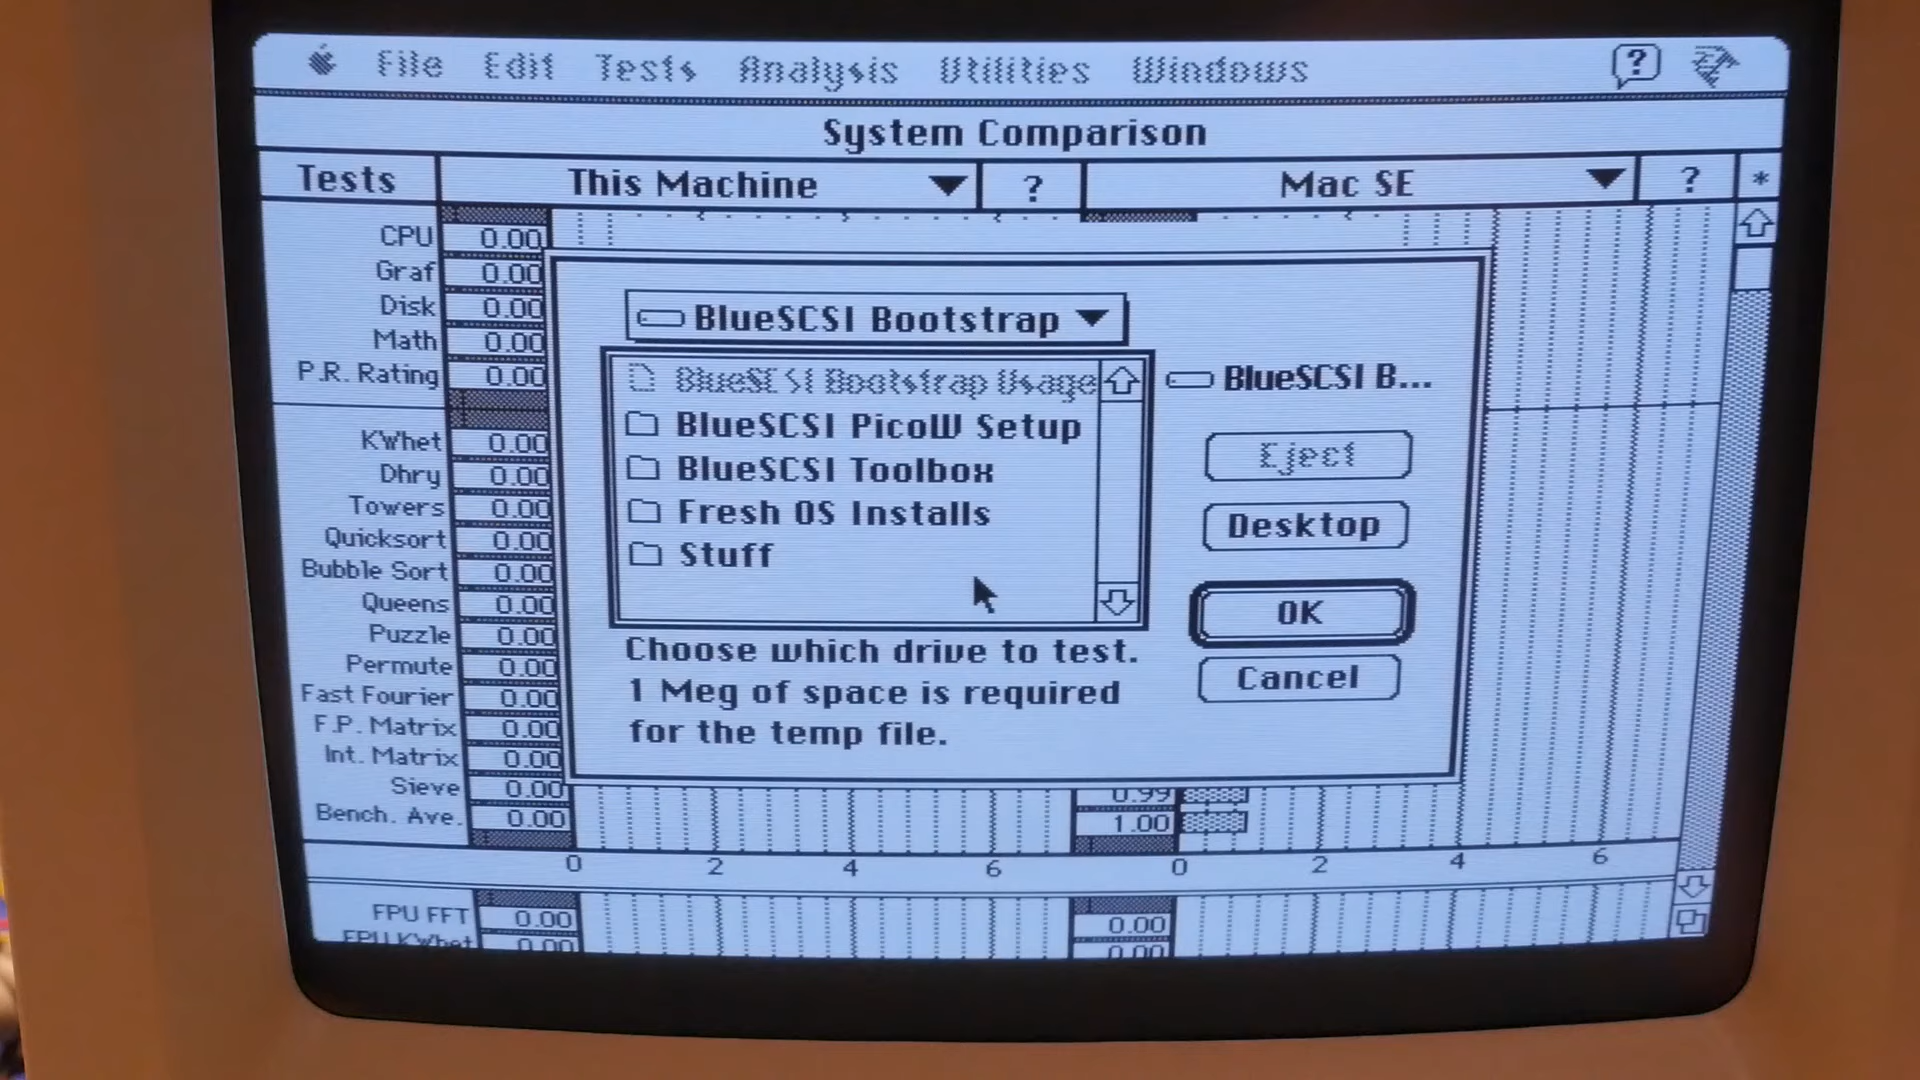 File Edit Tests Analysis Utilities Windows ?
System Comparison
Tests This Machine ? Mac SE ? *
CPU 0.00
Graf 0.00
Disk 0.00
Math 0.00
P.R. Rating 0.00
KWhet 0.00
Dhry 0.00
Towers 0.00
Quicksort 0.00
Bubble Sort 0.00
Queens 0.00
Puzzle 0.00
Permute 0.00
Fast Fourier 0.00
F.P. Matrix 0.00
Int. Matrix 0.00
Sieve 0.00 0.99
Bench. Ave. 0.00 1.00
0 2 4 6 0 2 4 6
FPU FFT 0.00 0.00
FPU KWhet 0.00 0.00
BlueSCSI Bootstrap
BlueSCSI Bootstrap Usage
BlueSCSI PicoW Setup
BlueSCSI Toolbox
Fresh OS Installs
Stuff
Choose which drive to test.
1 Meg of space is required
for the temp file.
BlueSCSI B...
Eject
Desktop
OK
Cancel